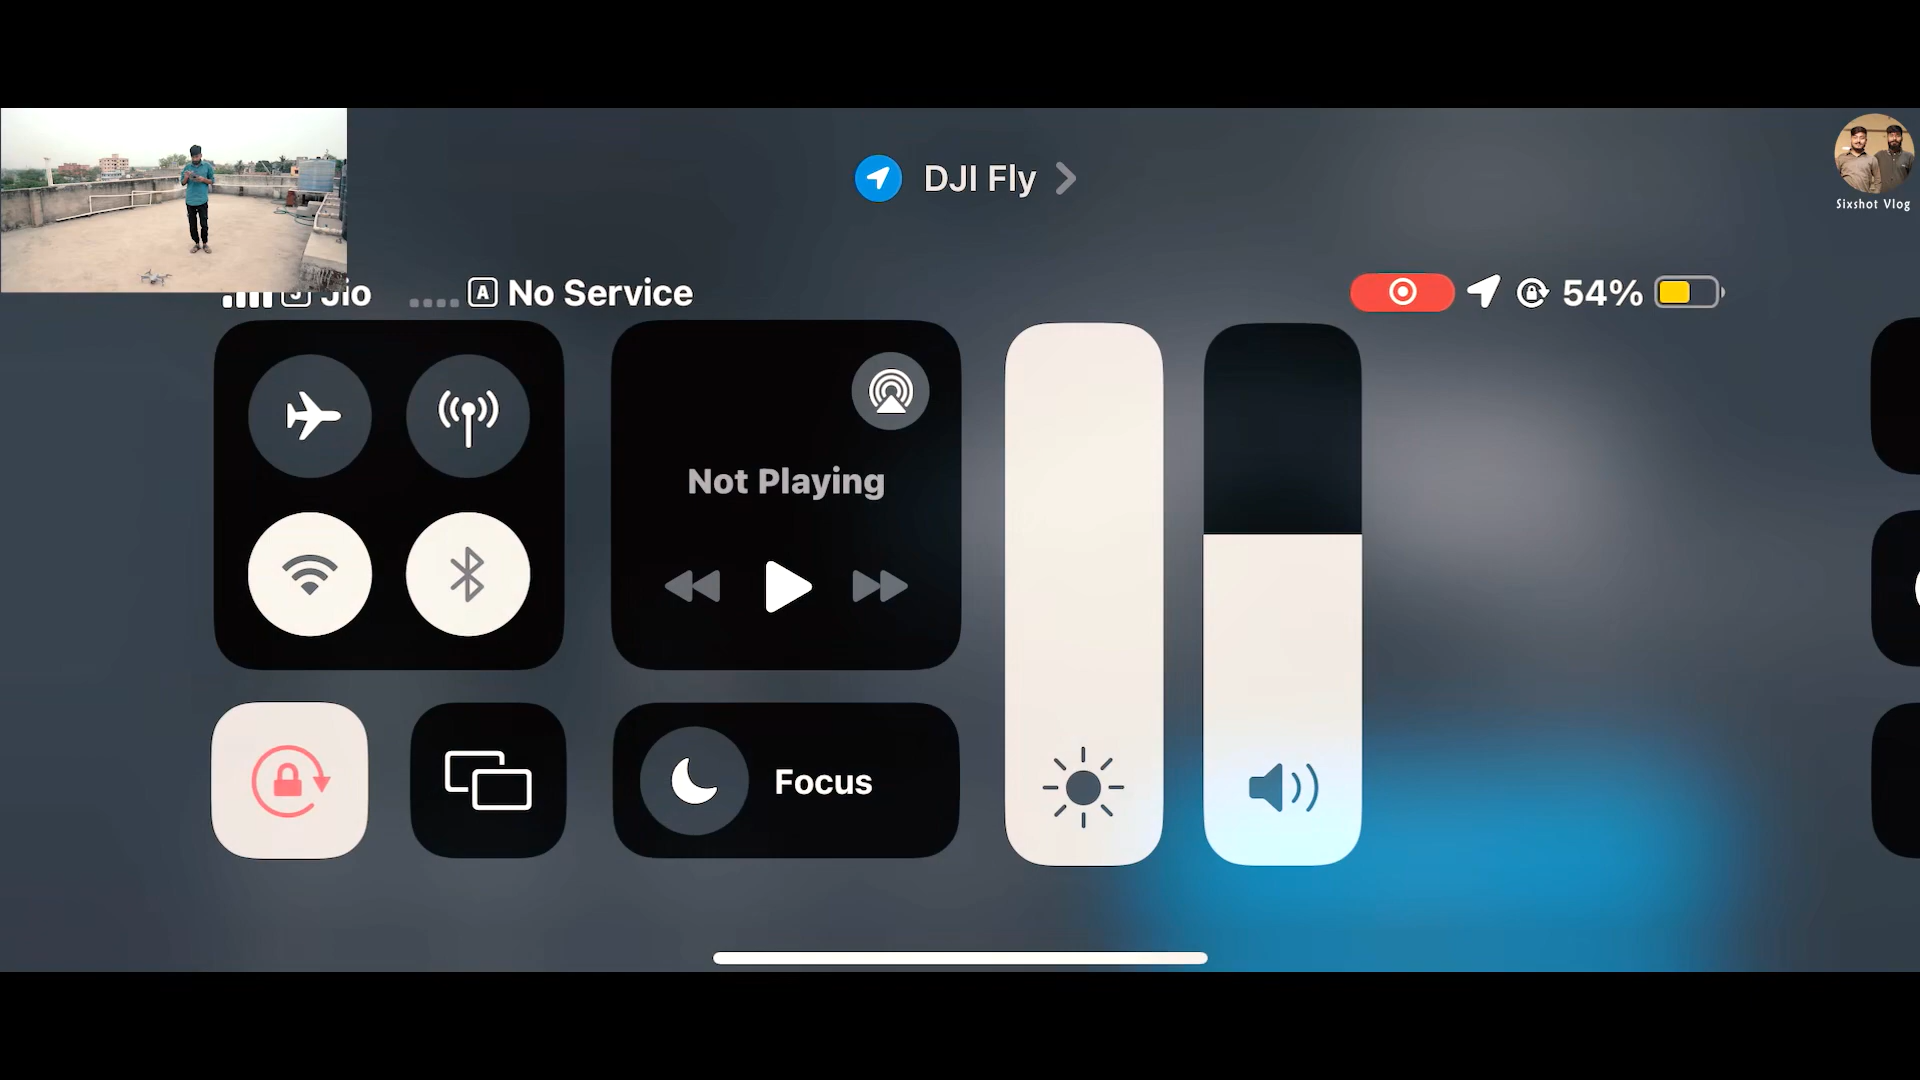 DJI Fly
Sixshot Vlog
Jio
A No Service
54%
Not Playing
Focus